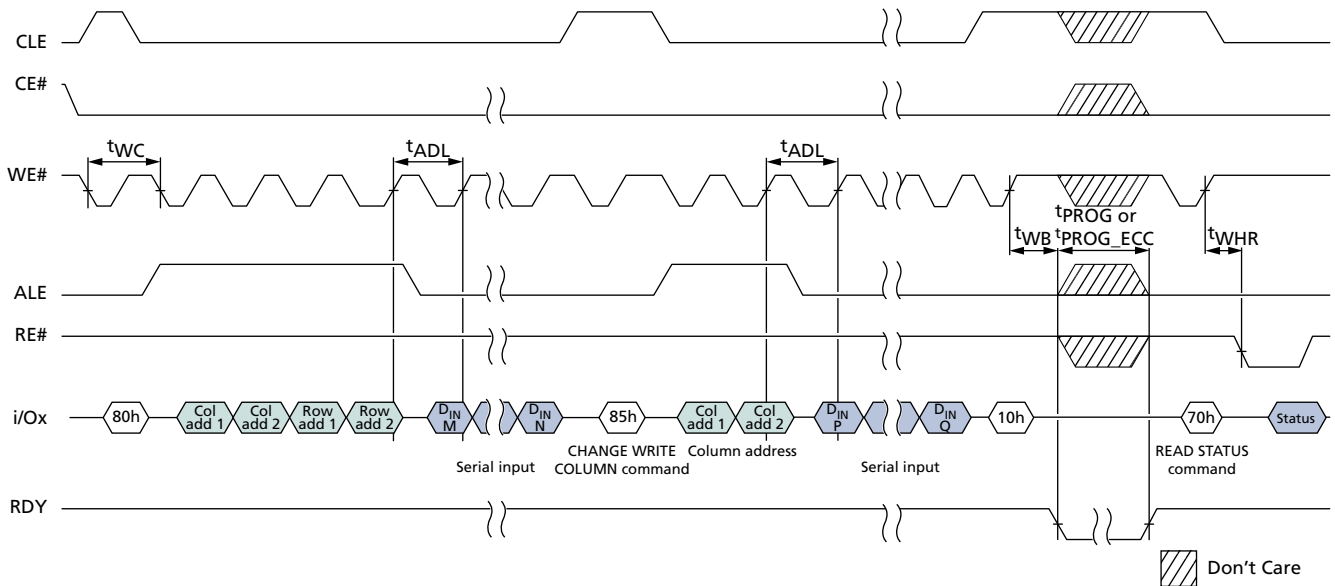 CLE
CE#
tWC
tADL
tADL
WE#
tWB
tPROG or
tPROG_ECC
tWHR
ALE
RE#
i/Ox
80h
Col
add 1
Col
add 2
Row
add 1
Row
add 2
DIN
M
DIN
N
85h
Col
add 1
Col
add 2
DIN
P
DIN
Q
10h
70h
Status
Serial input
CHANGE WRITE
COLUMN command
Column address
Serial input
READ STATUS
command
RDY
Don't Care